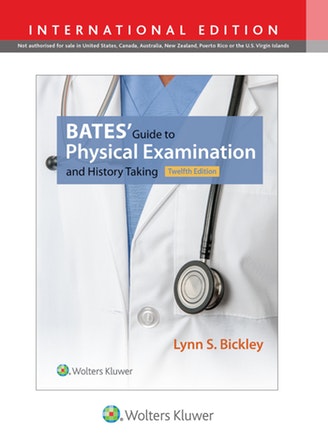 INTERNATIONAL EDITION
Not authorised for sale in United States, Canada, Australia, New Zealand, Puerto Rico or the U.S. Virgin Islands
BATES' Guide to
Physical Examination
and History Taking Twelfth Edition
Lynn S. Bickley
Wolters Kluwer
Wolters Kluwer